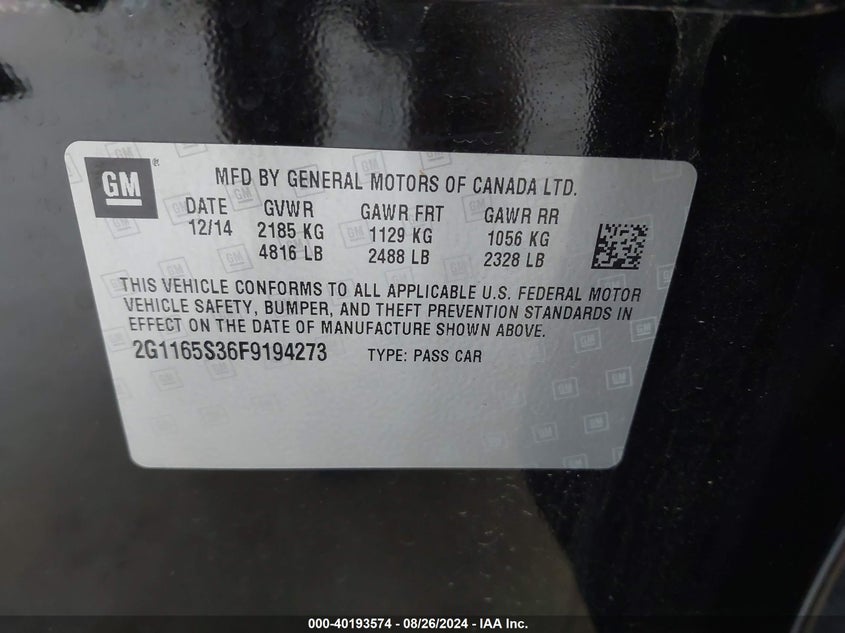 GM ®
MFD BY GENERAL MOTORS OF CANADA LTD.
DATE GVWR GAWR FRT GAWR RR
12/14 2185 KG 1129 KG 1056 KG
4816 LB 2488 LB 2328 LB
THIS VEHICLE CONFORMS TO ALL APPLICABLE U.S. FEDERAL MOTOR
VEHICLE SAFETY, BUMPER, AND THEFT PREVENTION STANDARDS IN
EFFECT ON THE DATE OF MANUFACTURE SHOWN ABOVE.
2G1165S36F9194273 TYPE: PASS CAR
000-40193574 | 08/26/2024 - IAA Inc.